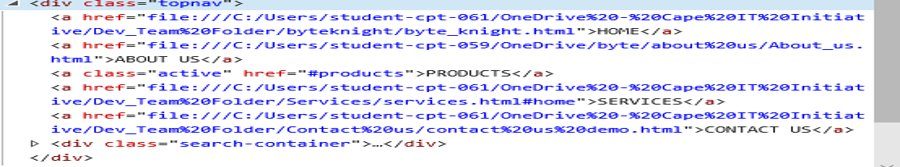 <div class="topnav">
<a href="file:///C:/Users/student-cpt-061/OneDrive%20-%20Cape%20IT%20Initiat
ive/Dev_Team%20Folder/byteknight/byte_knight.html">HOME</a>
<a href="file:///C:/Users/student-cpt-059/OneDrive/byte/about%20us/About_us.
html">ABOUT US</a>
<a class="active" href="#products">PRODUCTS</a>
<a href="file:///C:/Users/student-cpt-061/OneDrive%20-%20Cape%20IT%20Initiat
ive/Dev_Team%20Folder/Services/services.html#home">SERVICES</a>
<a href="file:///C:/Users/student-cpt-061/OneDrive%20-%20Cape%20IT%20Initiat
ive/Dev_Team%20Folder/Contact%20us/contact%20us%20demo.html">CONTACT US</a>
<div class="search-container">…</div>
</div>